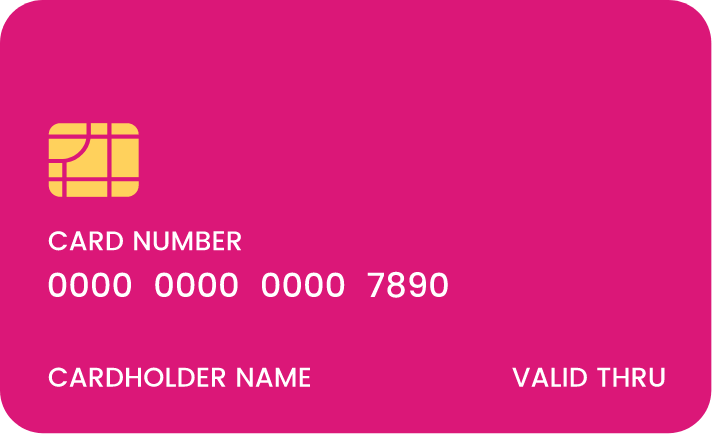 CARD NUMBER
0000 0000 0000 7890
CARDHOLDER NAME VALID THRU